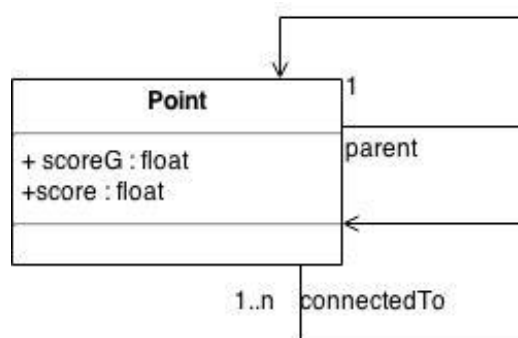 1
Point
parent
+ scoreG : float
+score : float
1..n connectedTo